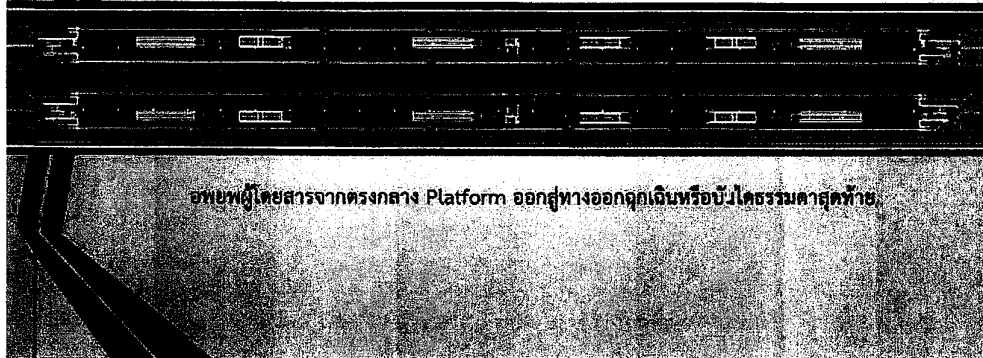 อพยพผู้โดยสารจากตรงกลาง Platform ออกสู่ทางออกฉุกเฉินหรือบันไดธรรมดาสุดท้าย